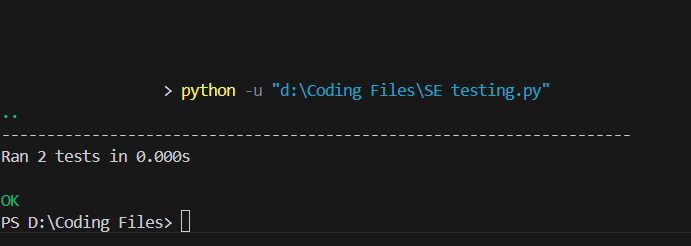 > python -u "d:\Coding Files\SE testing.py"
..
----------------------------------------------------------------------
Ran 2 tests in 0.000s
OK
PS D:\Coding Files>